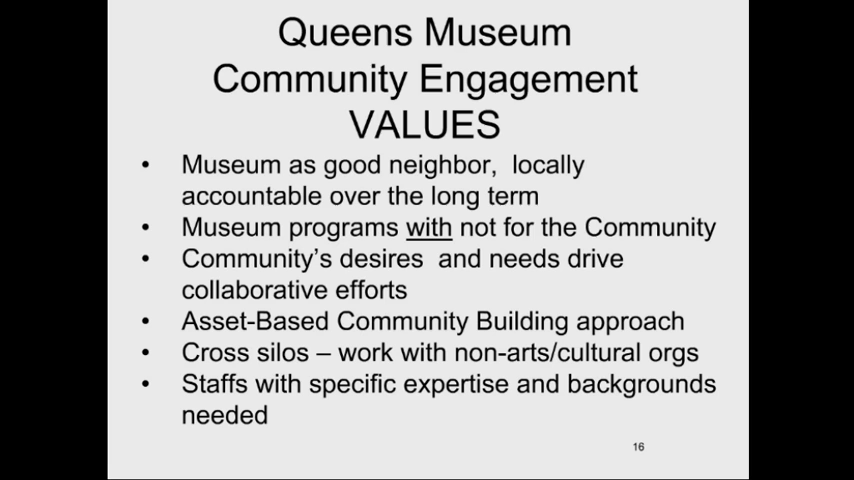 Queens Museum
Community Engagement
VALUES
• Museum as good neighbor, locally
accountable over the long term
• Museum programs with not for the Community
• Community’s desires and needs drive
collaborative efforts
• Asset-Based Community Building approach
• Cross silos – work with non-arts/cultural orgs
• Staffs with specific expertise and backgrounds
needed
16